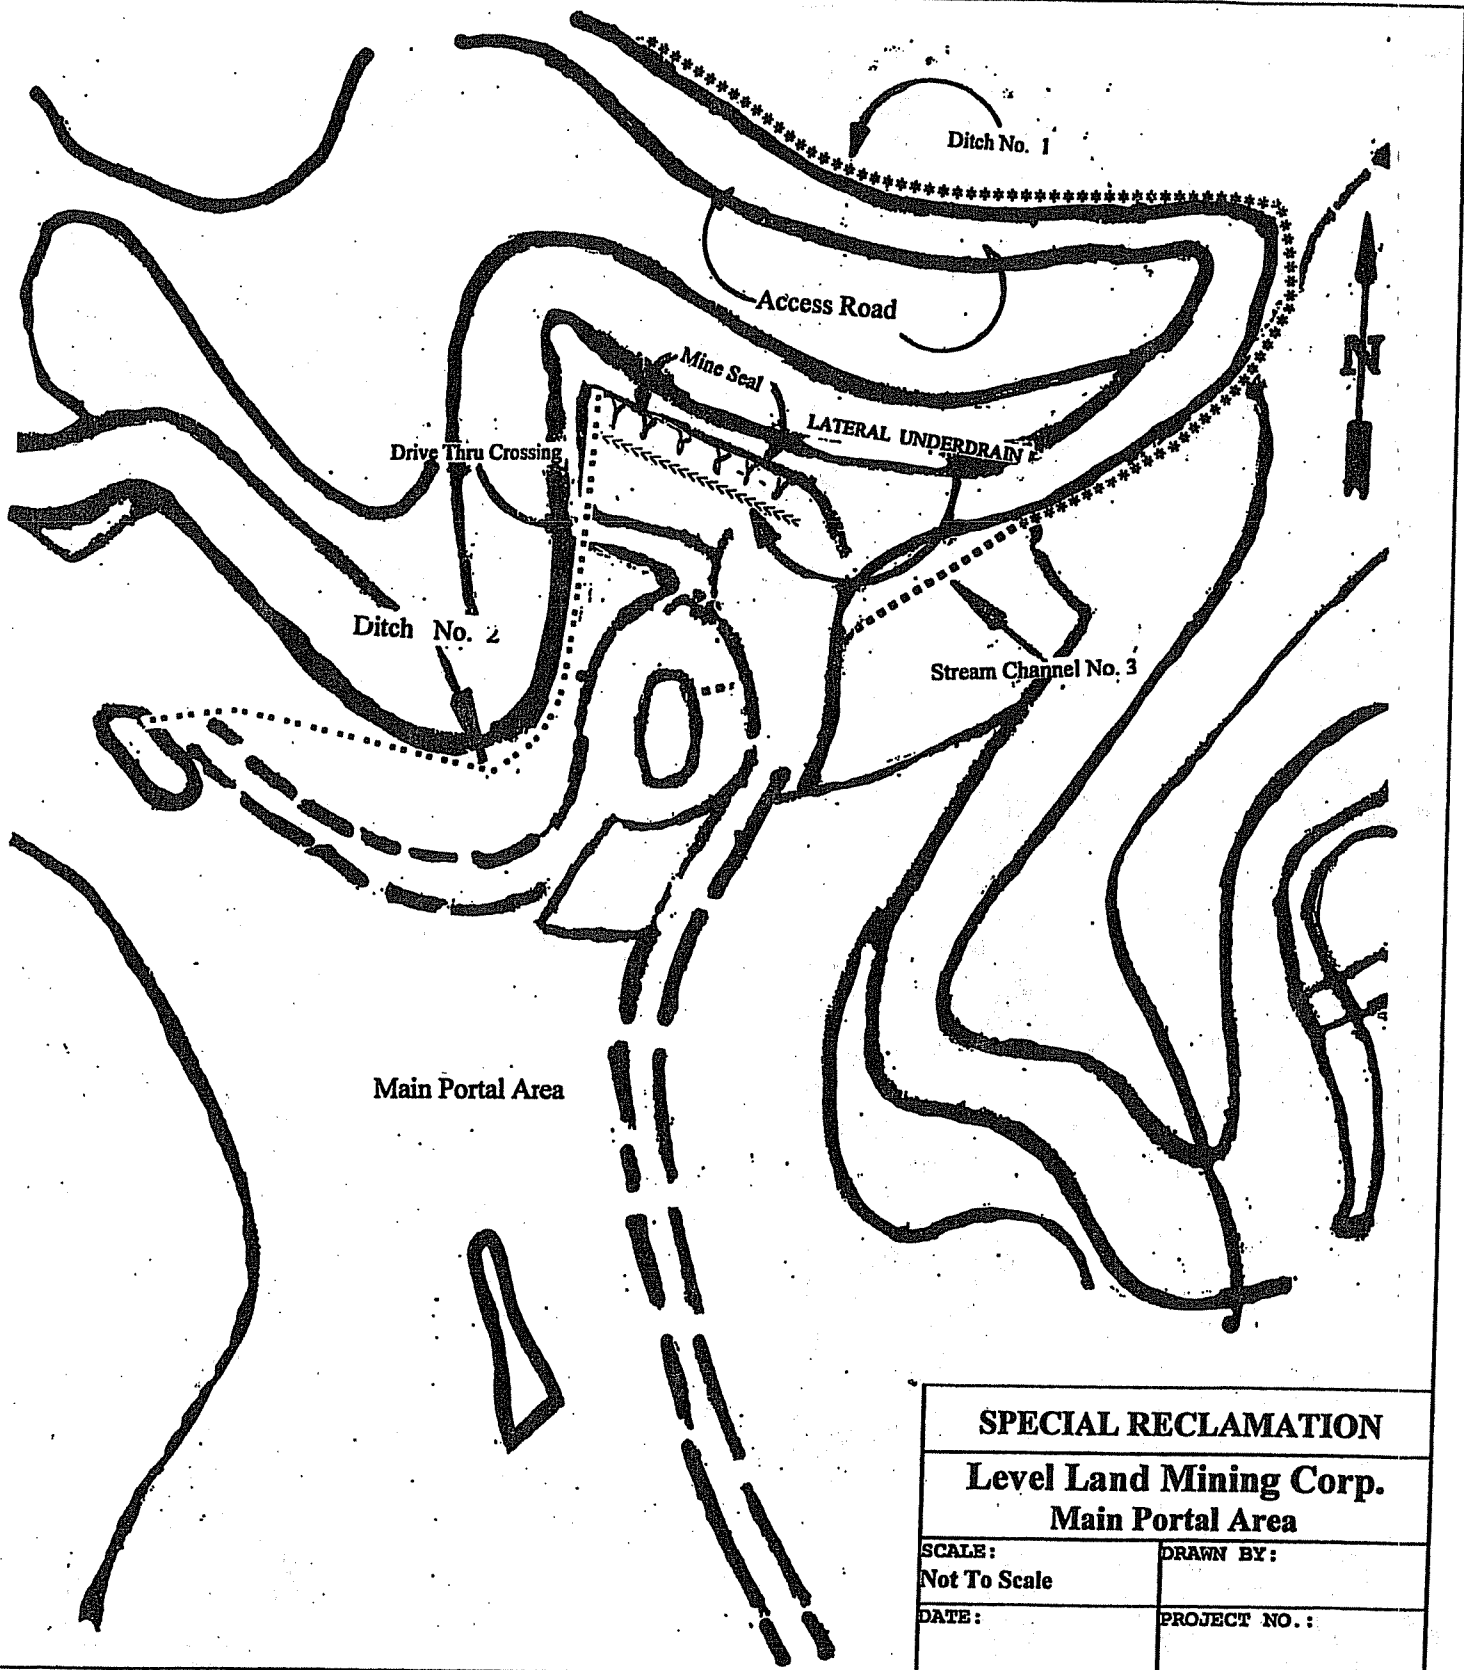 Ditch No. 1
Access Road
N
Mine Seal
LATERAL UNDERDRAIN
Drive Thru Crossing
Ditch No. 2
Stream Channel No. 3
Main Portal Area
SPECIAL RECLAMATION
Level Land Mining Corp.
Main Portal Area
SCALE:
Not To Scale
DRAWN BY:
DATE:
PROJECT NO.: